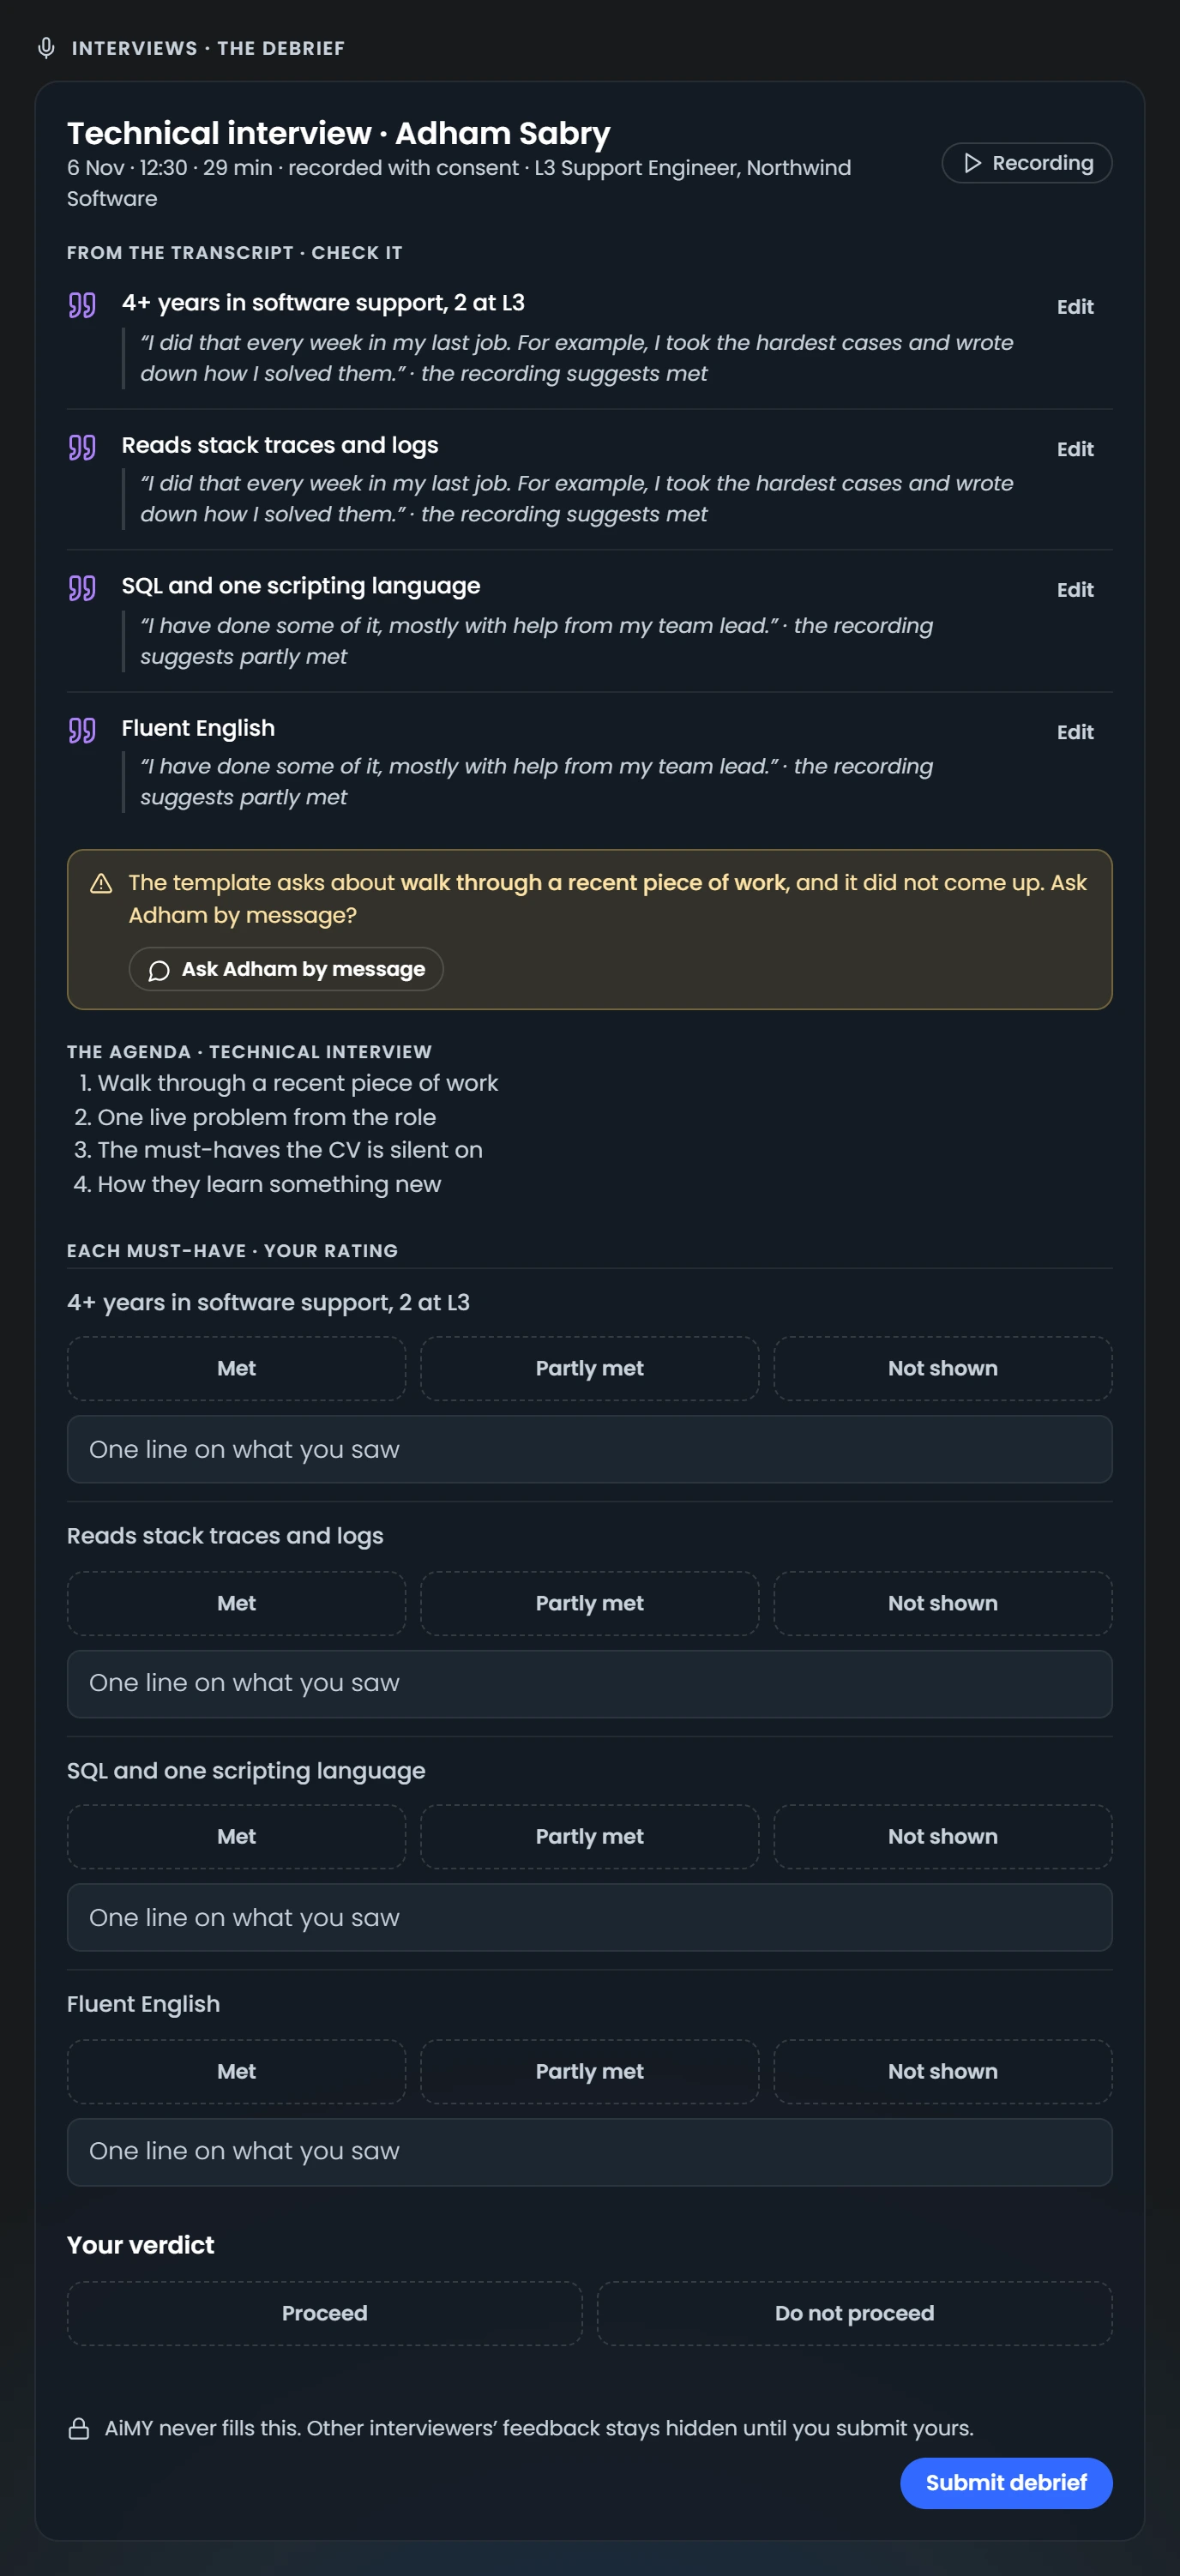 INTERVIEWS · THE DEBRIEF
Technical interview · Adham Sabry
6 Nov · 12:30 · 29 min · recorded with consent · L3 Support Engineer, Northwind
Software
Recording
FROM THE TRANSCRIPT · CHECK IT
4+ years in software support, 2 at L3
Edit
“I did that every week in my last job. For example, I took the hardest cases and wrote
down how I solved them.” · the recording suggests met
Reads stack traces and logs
Edit
“I did that every week in my last job. For example, I took the hardest cases and wrote
down how I solved them.” · the recording suggests met
SQL and one scripting language
Edit
“I have done some of it, mostly with help from my team lead.” · the recording
suggests partly met
Fluent English
Edit
“I have done some of it, mostly with help from my team lead.” · the recording
suggests partly met
The template asks about walk through a recent piece of work, and it did not come up. Ask
Adham by message?
Ask Adham by message
THE AGENDA · TECHNICAL INTERVIEW
1. Walk through a recent piece of work
2. One live problem from the role
3. The must-haves the CV is silent on
4. How they learn something new
EACH MUST-HAVE · YOUR RATING
4+ years in software support, 2 at L3
Met
Partly met
Not shown
One line on what you saw
Reads stack traces and logs
Met
Partly met
Not shown
One line on what you saw
SQL and one scripting language
Met
Partly met
Not shown
One line on what you saw
Fluent English
Met
Partly met
Not shown
One line on what you saw
Your verdict
Proceed
Do not proceed
AiMY never fills this. Other interviewers’ feedback stays hidden until you submit yours.
Submit debrief